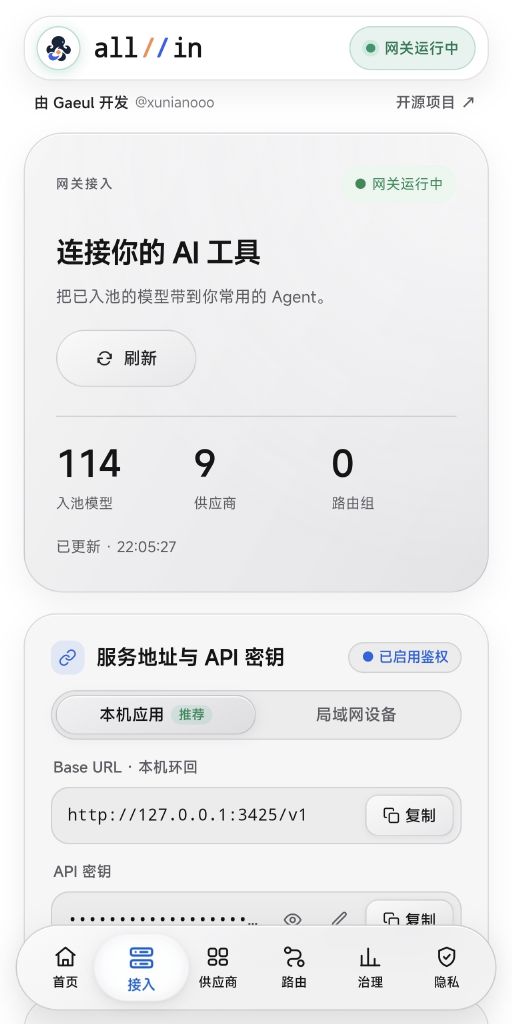 all//in
网关运行中
由 Gaeul 开发 @xunianooo
开源项目 ↗
网关接入
网关运行中
连接你的 AI 工具
把已入池的模型带到你常用的 Agent。
刷新
114 9 0
入池模型 供应商 路由组
已更新 · 22:05:27
服务地址与 API 密钥
已启用鉴权
本机应用 推荐
局域网设备
Base URL · 本机环回
http://127.0.0.1:3425/v1
复制
API 密钥
••••••••••••••••••…
复制
首页 接入 供应商 路由 治理 隐私